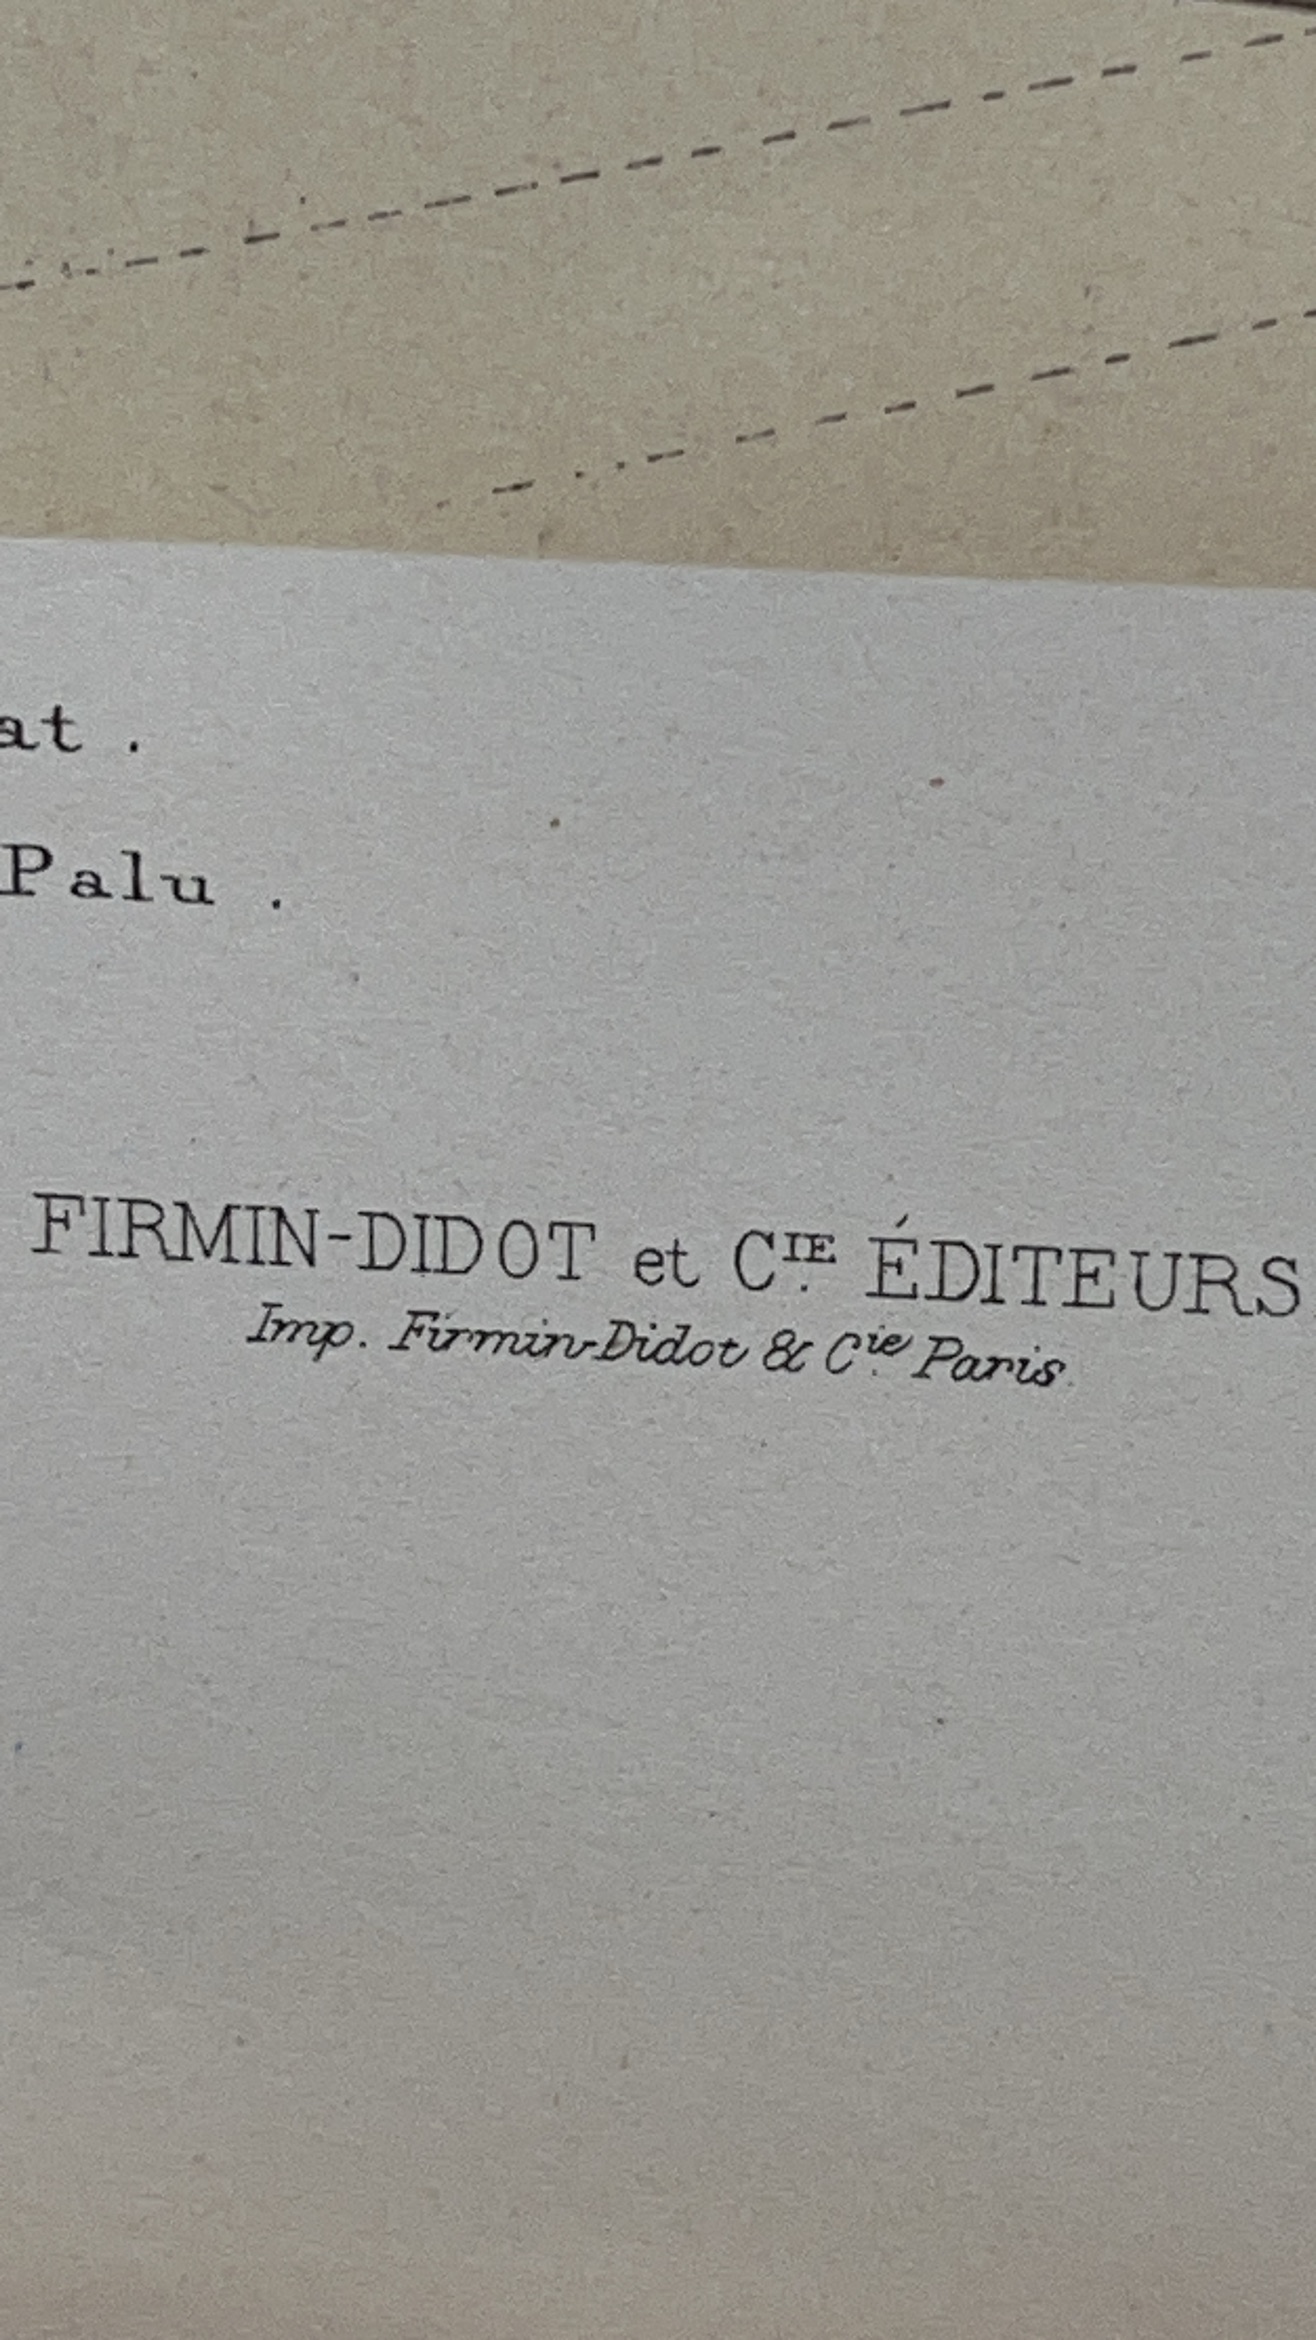 at .
Palu .
FIRMIN-DIDOT et CIE ÉDITEURS
Imp. Firmin-Didot & Cie Paris